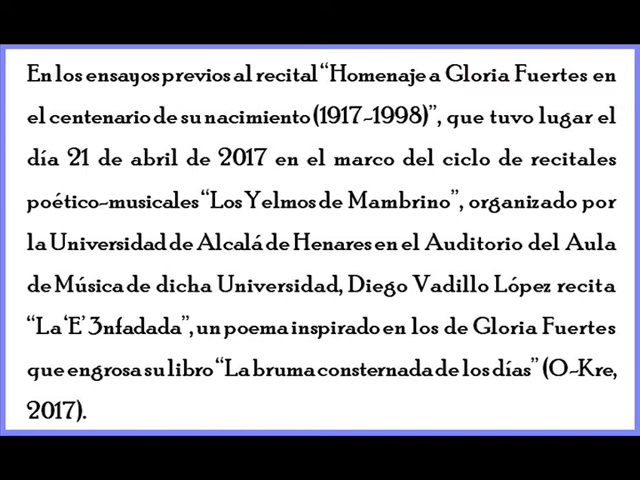 En los ensayos previos al recital “Homenaje a Gloria Fuertes en
el centenario de su nacimiento (1917-1998)”, que tuvo lugar el
día 21 de abril de 2017 en el marco del ciclo de recitales
poético-musicales “Los Yelmos de Mambrino”, organizado por
la Universidad de Alcalá de Henares en el Auditorio del Aula
de Música de dicha Universidad, Diego Vadillo López recita
“La ‘E’ 3nfadada”, un poema inspirado en los de Gloria Fuertes
que engrosa su libro “La bruma consternada de los días” (O-Kre,
2017).